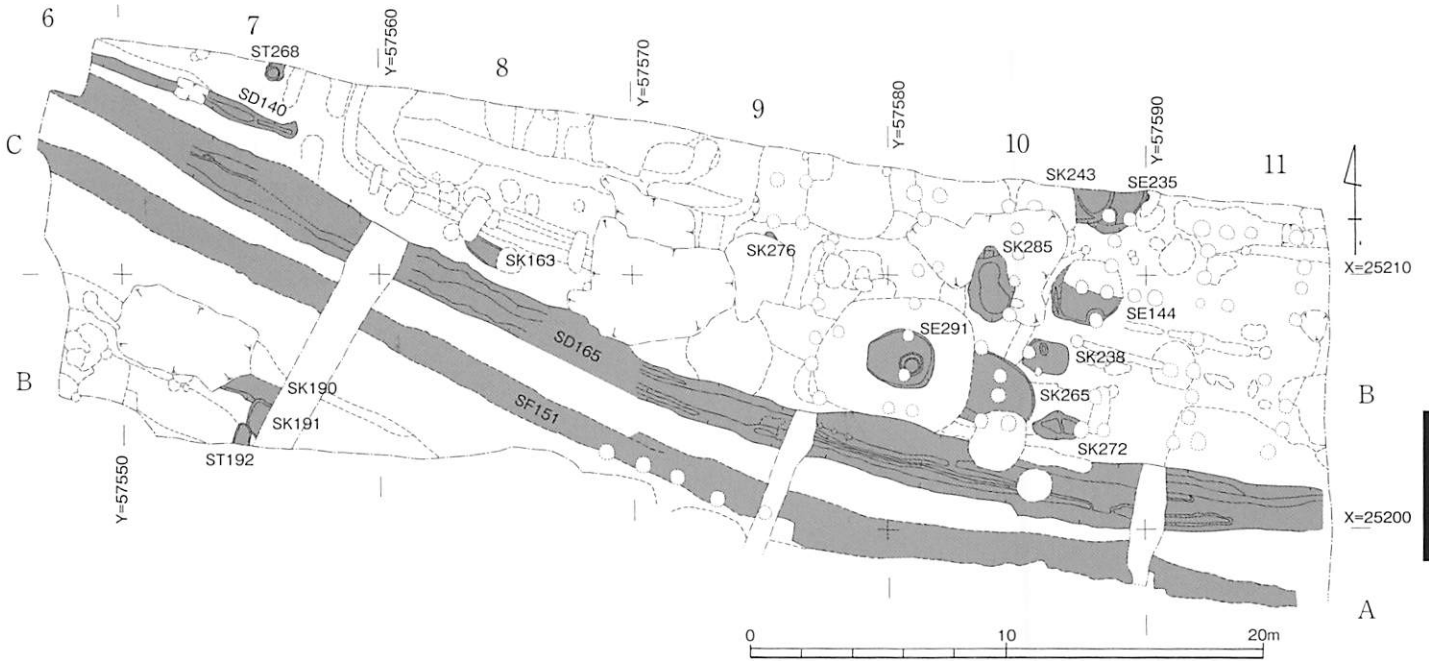 6
7
8
9
10
11
Y=57560
Y=57570
Y=57580
Y=57590
ST268
SD140
C
SK243
SE235
SK163
SK276
SK285
X=25210
SE144
SE291
SD165
SK238
B
SK190
SF151
SK265
B
SK191
SK272
ST192
Y=57550
X=25200
A
0
10
20m